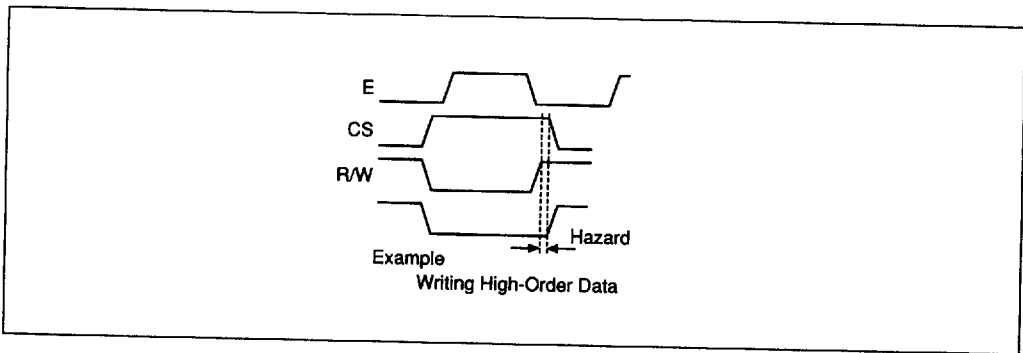 E
CS
R/W
Hazard
Example
Writing High-Order Data